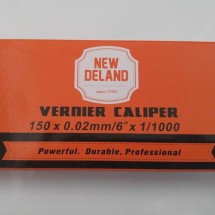 NEW
DELAND
VERNIER CALIPER
150 x 0.02mm/6" x 1/1000
Powerful. Durable. Professional